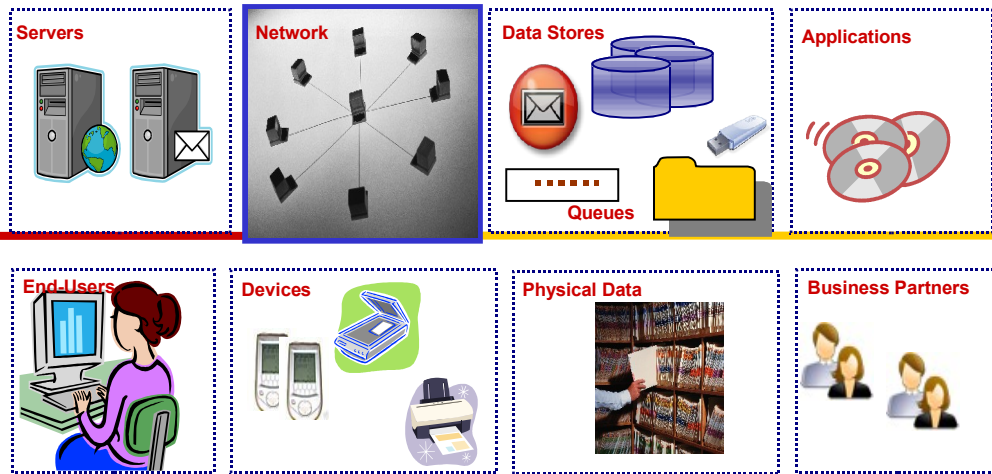 Servers
Network
Data Stores
Applications
Queues
End-Users
Devices
Physical Data
Business Partners